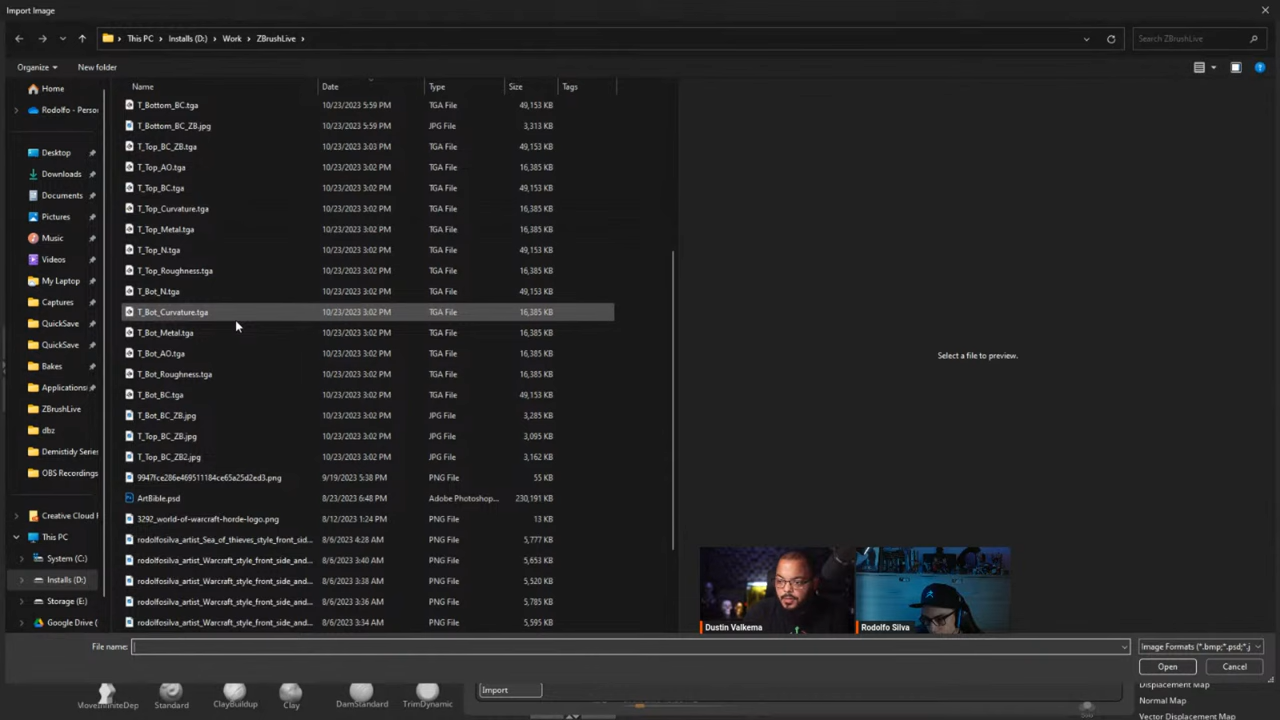 Import Image
This PC › Installs (D:) › Work › ZBrushLive ›
Search ZBrushLive
Organize
New folder
Home
Rodolfo - Perso
Desktop
Downloads
Documents
Pictures
Music
Videos
My Laptop
Captures
QuickSave
QuickSave
Bakes
Applications
ZBrushLive
dbz
Demistidy Series
OBS Recordings
Creative Cloud F
This PC
System (C:)
Installs (D:)
Storage (E:)
Google Drive (
Name Date Type Size Tags
T_Bottom_BC.tga 10/23/2023 5:59 PM TGA File 49,153 KB
T_Bottom_BC_ZB.jpg 10/23/2023 5:59 PM JPG File 3,313 KB
T_Top_BC_ZB.tga 10/23/2023 3:03 PM TGA File 49,153 KB
T_Top_AO.tga 10/23/2023 3:02 PM TGA File 16,385 KB
T_Top_BC.tga 10/23/2023 3:02 PM TGA File 49,153 KB
T_Top_Curvature.tga 10/23/2023 3:02 PM TGA File 16,385 KB
T_Top_Metal.tga 10/23/2023 3:02 PM TGA File 16,385 KB
T_Top_N.tga 10/23/2023 3:02 PM TGA File 49,153 KB
T_Top_Roughness.tga 10/23/2023 3:02 PM TGA File 16,385 KB
T_Bot_N.tga 10/23/2023 3:02 PM TGA File 49,153 KB
T_Bot_Curvature.tga 10/23/2023 3:02 PM TGA File 16,385 KB
T_Bot_Metal.tga 10/23/2023 3:02 PM TGA File 16,385 KB
T_Bot_AO.tga 10/23/2023 3:02 PM TGA File 16,385 KB
T_Bot_Roughness.tga 10/23/2023 3:02 PM TGA File 16,385 KB
T_Bot_BC.tga 10/23/2023 3:02 PM TGA File 49,153 KB
T_Bot_BC_ZB.jpg 10/23/2023 3:02 PM JPG File 3,285 KB
T_Top_BC_ZB.jpg 10/23/2023 3:02 PM JPG File 3,095 KB
T_Top_BC_ZB2.jpg 10/23/2023 3:02 PM JPG File 3,162 KB
9947fce286e469511184ce65a25d2ed3.png 9/19/2023 5:38 PM PNG File 55 KB
ArtBible.psd 8/23/2023 6:48 PM Adobe Photoshop... 230,191 KB
3292_world-of-warcraft-horde-logo.png 8/12/2023 1:24 PM PNG File 13 KB
rodolfosilva_artist_Sea_of_thieves_style_front_sid... 8/6/2023 4:28 AM PNG File 5,777 KB
rodolfosilva_artist_Warcraft_style_front_side_and... 8/6/2023 3:40 AM PNG File 5,653 KB
rodolfosilva_artist_Warcraft_style_front_side_and... 8/6/2023 3:38 AM PNG File 5,520 KB
rodolfosilva_artist_Warcraft_style_front_side_and... 8/6/2023 3:36 AM PNG File 5,785 KB
rodolfosilva_artist_Warcraft_style_front_side_and... 8/6/2023 3:34 AM PNG File 5,595 KB
Select a file to preview.
Dustin Valkema
Rodolfo Silva
File name:
Image Formats (*.bmp;*.psd;*.j
Open
Cancel
MoveInfiniteDep
Standard
ClayBuildup
Clay
DamStandard
TrimDynamic
Import
Displacement Map
Normal Map
Vector Displacement Map